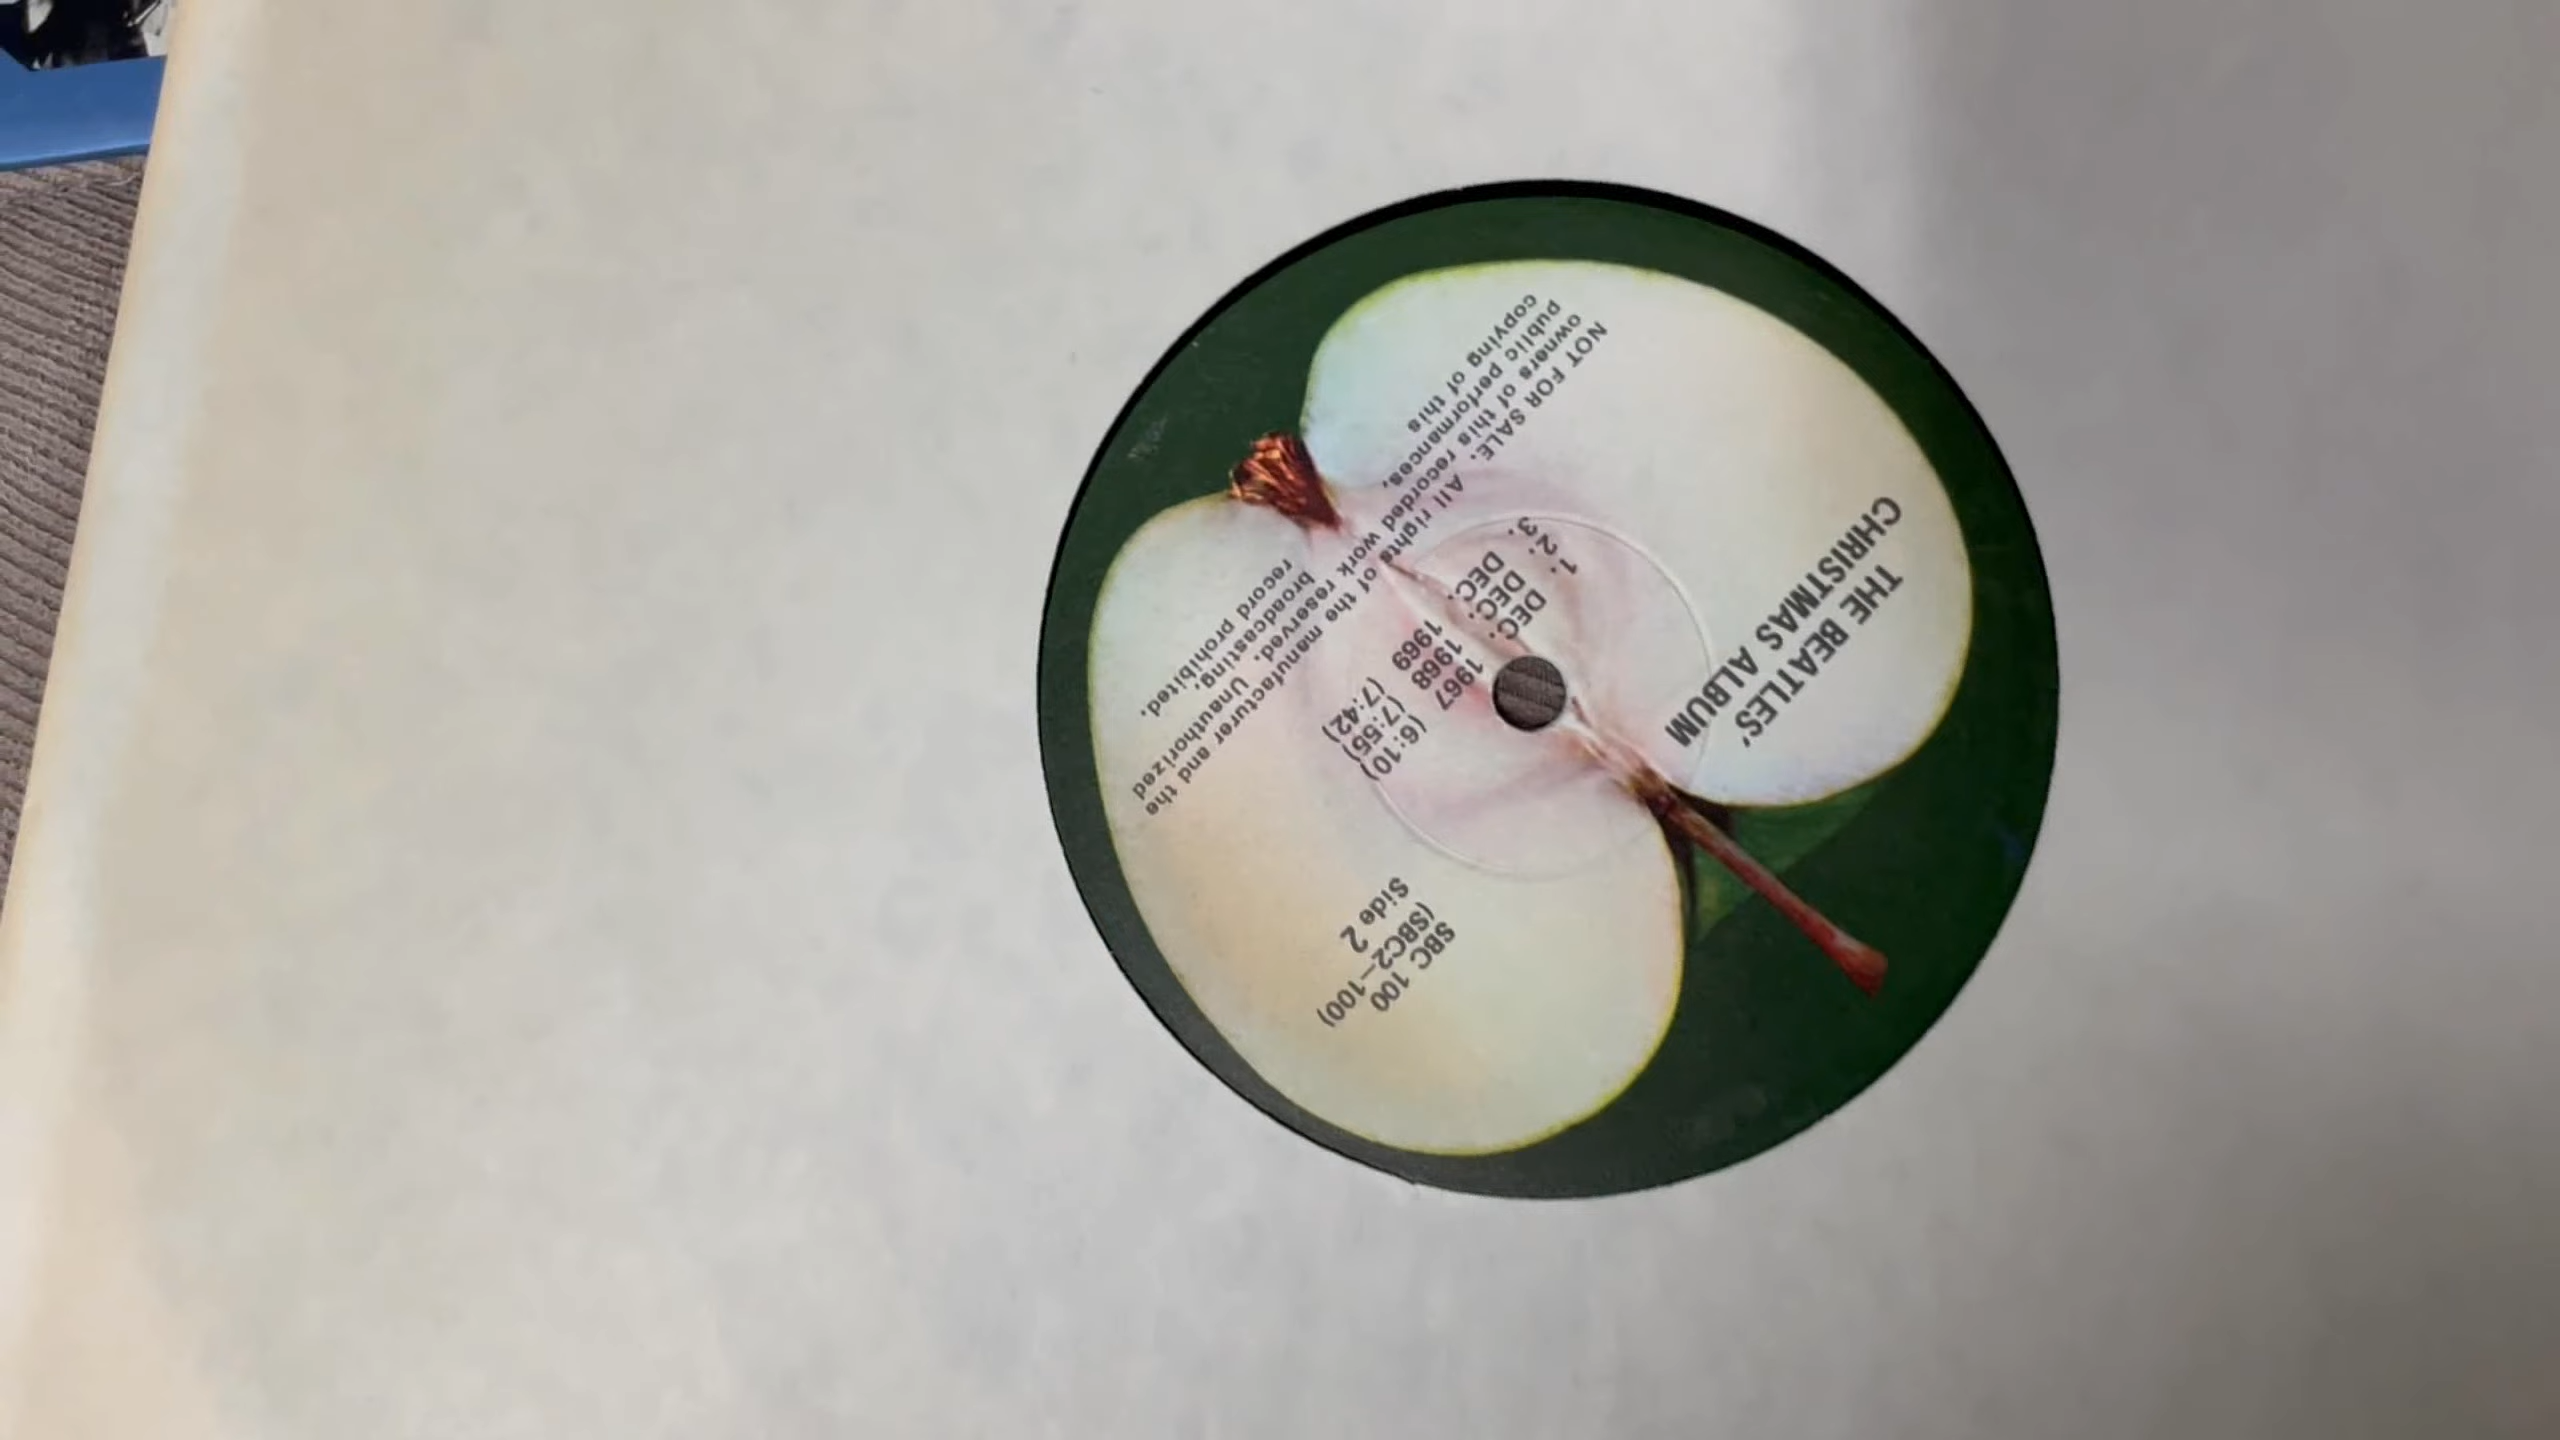 THE BEATLES'
CHRISTMAS ALBUM
SBC 100
(SBC2—100)
Side 2
1. DEC. 1967 (6:10)
2. DEC. 1968 (7:55)
3. DEC. 1969 (7:42)
NOT FOR SALE. All rights of the manufacturer and the
owners of this recorded work reserved. Unauthorized
public performances, broadcasting,
copying of this record prohibited.